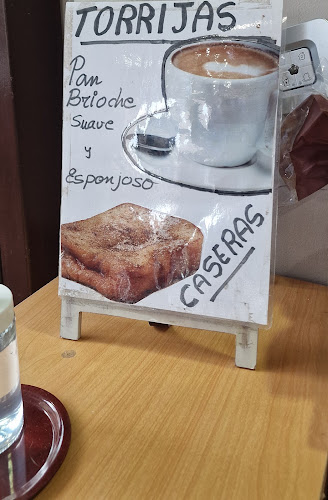 TORRIJAS
Pan
Brioche
Suave
y
Esponjoso
CASERAS